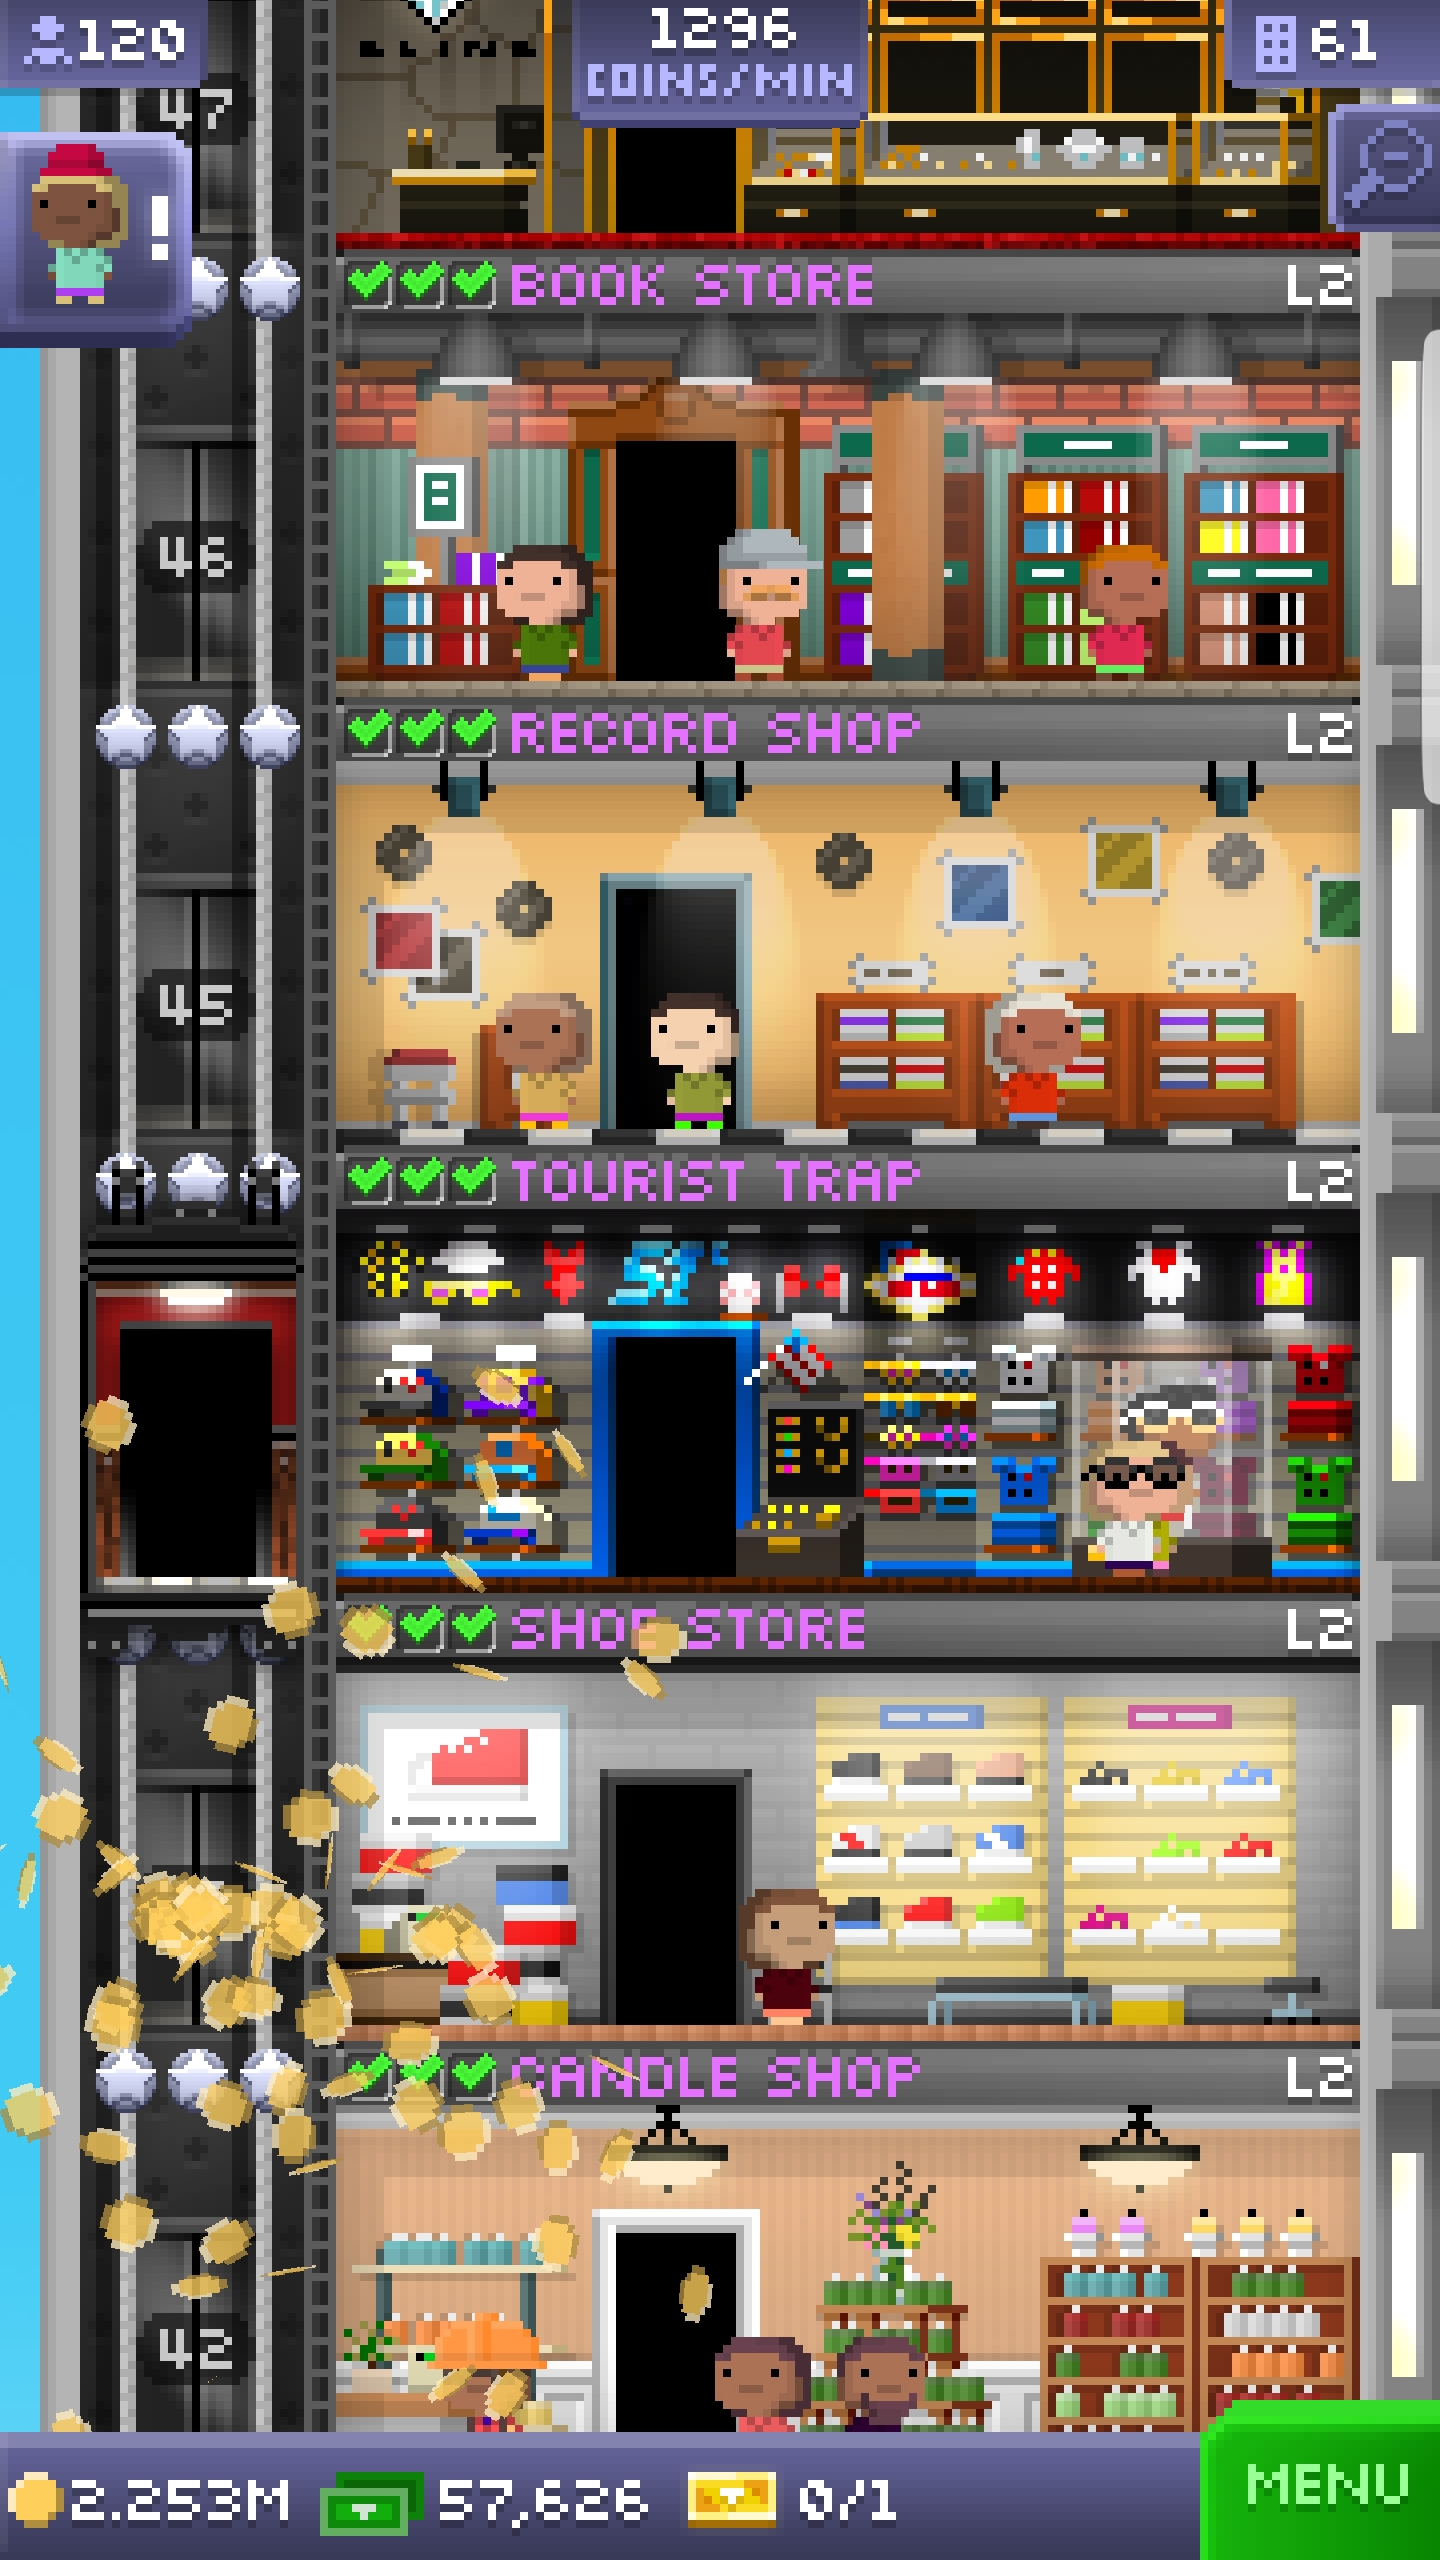 120
1296
COINS/MIN
61
47
!
BOOK STORE
L2
46
RECORD SHOP
L2
45
TOURIST TRAP
L2
STORE
L2
CANDLE SHOP
L2
42
2.253M
57,626
0/1
MENU